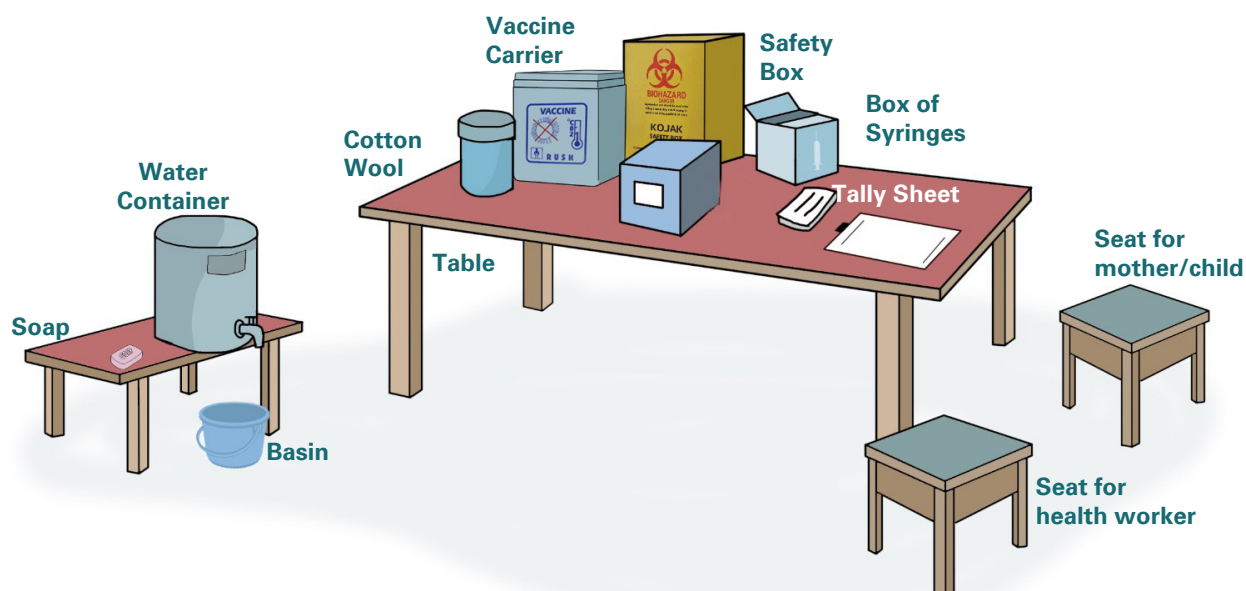 Vaccine
Carrier
Safety
Box
Box of
Syringes
Cotton
Wool
Water
Container
Tally Sheet
Table
Seat for
mother/child
Soap
Basin
Seat for
health worker
VACCINE
RUSH
BIOHAZARD
KOJAK
SAFETY BOX